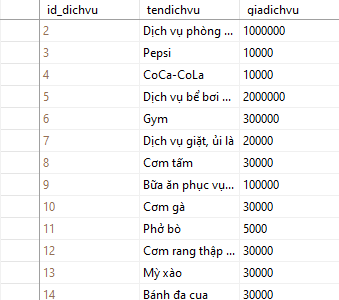 id_dichvu tendichvu giadichvu
2 Dịch vụ phòng ... 1000000
3 Pepsi 10000
4 CoCa-CoLa 10000
5 Dịch vụ bể bơi ... 2000000
6 Gym 300000
7 Dịch vụ giặt, ủi là 20000
8 Cơm tấm 30000
9 Bữa ăn phục vụ... 100000
10 Cơm gà 30000
11 Phở bò 5000
12 Cơm rang thập ... 30000
13 Mỳ xào 30000
14 Bánh đa cua 30000